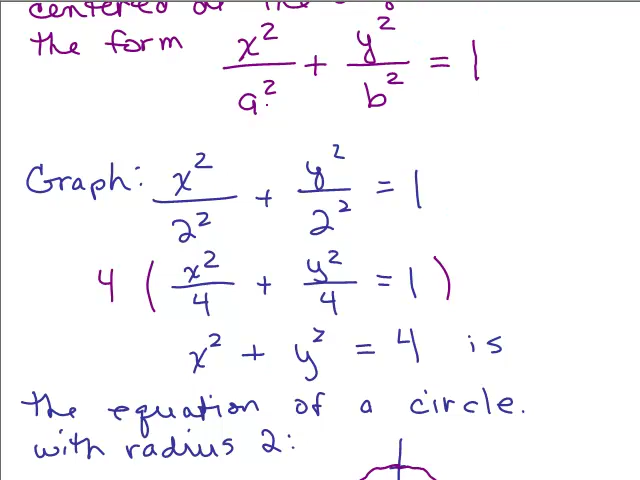 the form x²/a² + y²/b² = 1
Graph: x²/2² + y²/2² = 1
4 ( x²/4 + y²/4 = 1 )
x² + y² = 4 is
the equation of a circle.
with radius 2: